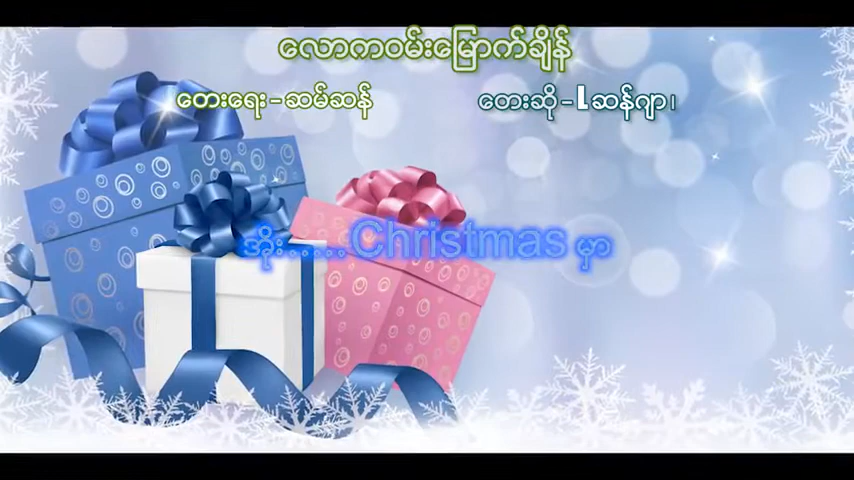 လောကဝမ်းမြောက်ချိန်
တေးရေး - ဆမ်ဆန် တေးဆို - L ဆန်ဂျာ၊
အိုး.....Christmas မှာ